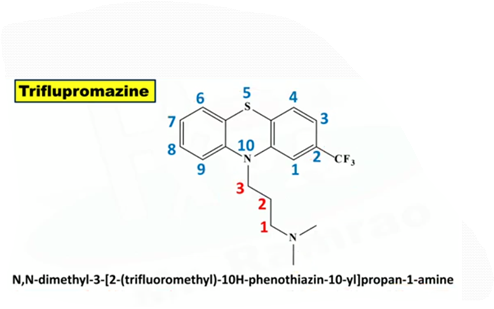 Triflupromazine
6 5 4
S
7 3
8 10 2
N CF3
9 1
3
2
1
N
N,N-dimethyl-3-[2-(trifluoromethyl)-10H-phenothiazin-10-yl]propan-1-amine